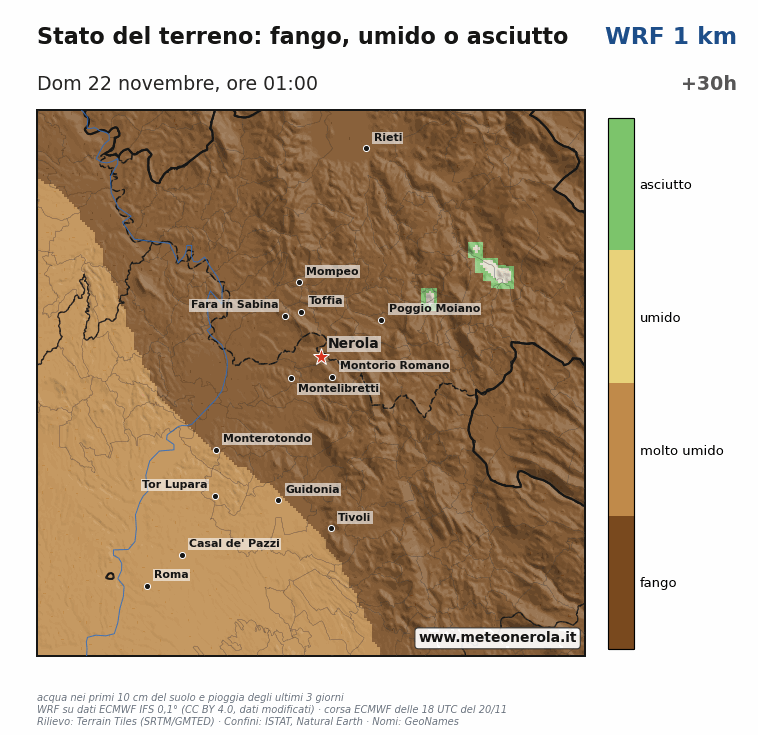 Stato del terreno: fango, umido o asciutto
WRF 1 km
Dom 22 novembre, ore 01:00
+30h
Rieti
Mompeo
Toffia
Fara in Sabina
Poggio Moiano
Nerola
Montorio Romano
Montelibretti
Monterotondo
Tor Lupara
Guidonia
Tivoli
Casal de' Pazzi
Roma
www.meteonerola.it
asciutto
umido
molto umido
fango
acqua nei primi 10 cm del suolo e pioggia degli ultimi 3 giorni
WRF su dati ECMWF IFS 0,1° (CC BY 4.0, dati modificati) · corsa ECMWF delle 18 UTC del 20/11
Rilievo: Terrain Tiles (SRTM/GMTED) · Confini: ISTAT, Natural Earth · Nomi: GeoNames